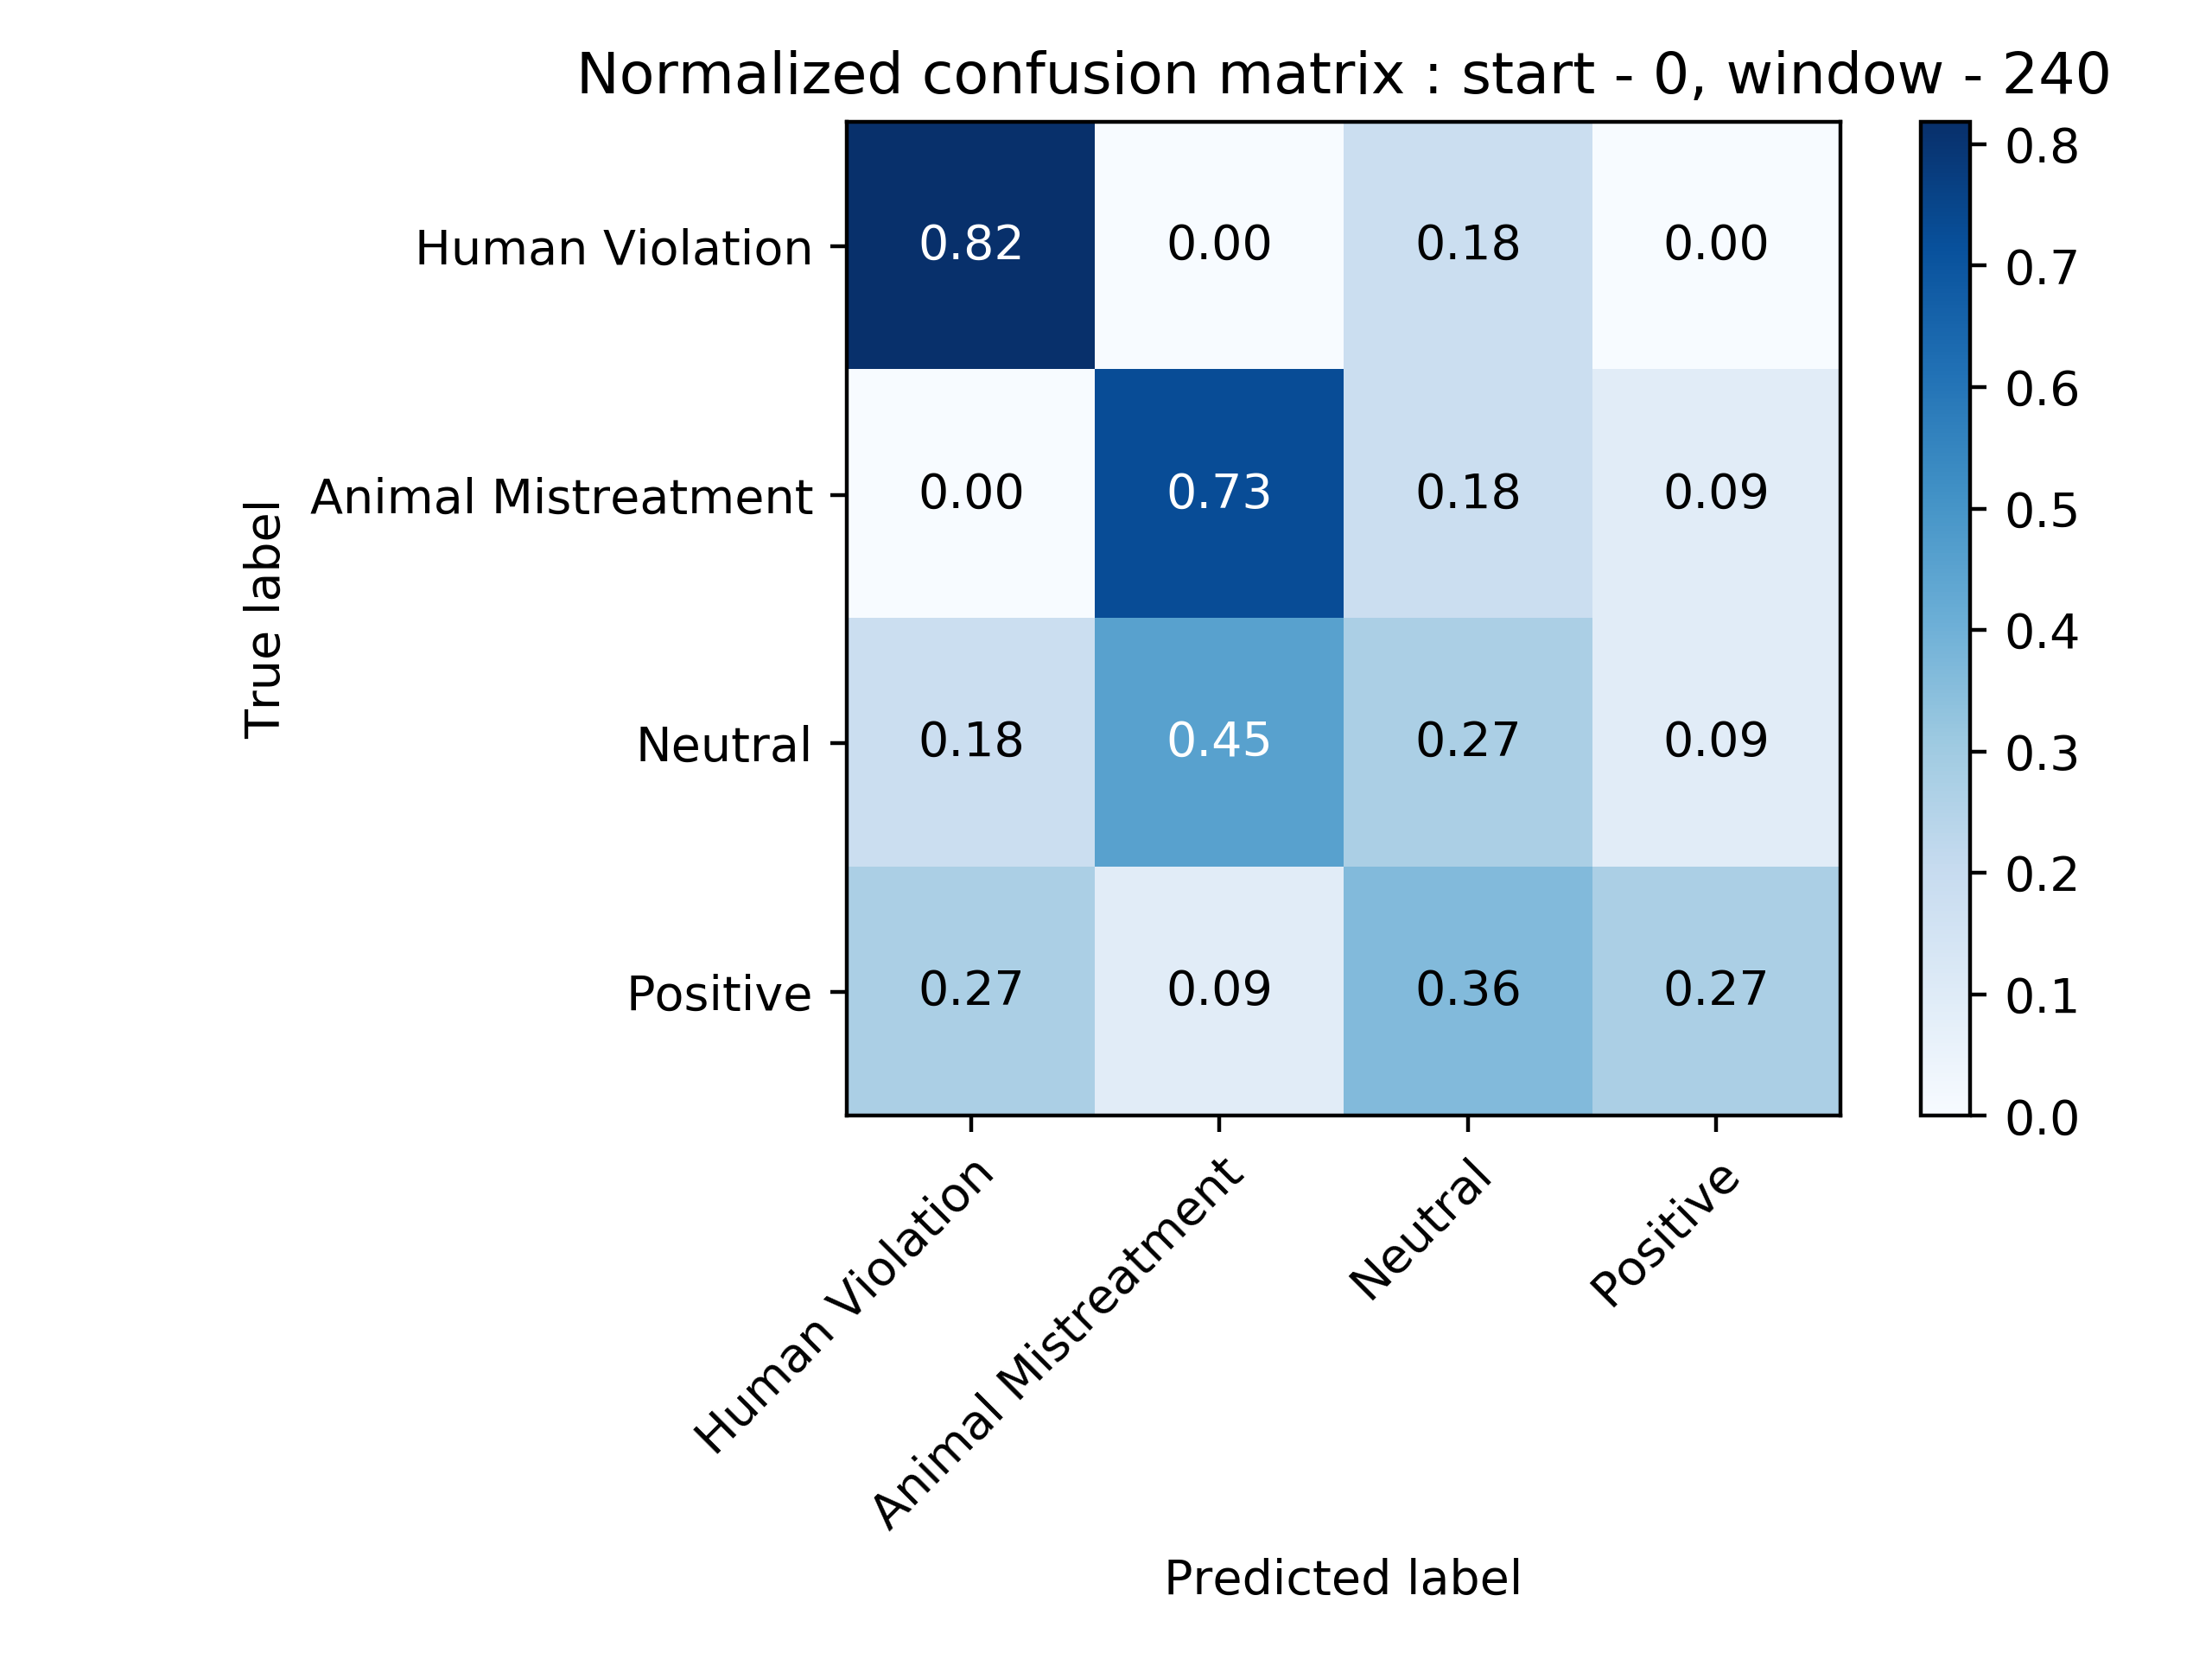 Normalized confusion matrix : start - 0, window - 240
True label
Human Violation
Animal Mistreatment
Neutral
Positive
0.82 0.00 0.18 0.00
0.00 0.73 0.18 0.09
0.18 0.45 0.27 0.09
0.27 0.09 0.36 0.27
0.8
0.7
0.6
0.5
0.4
0.3
0.2
0.1
0.0
Human Violation
Animal Mistreatment
Neutral
Positive
Predicted label